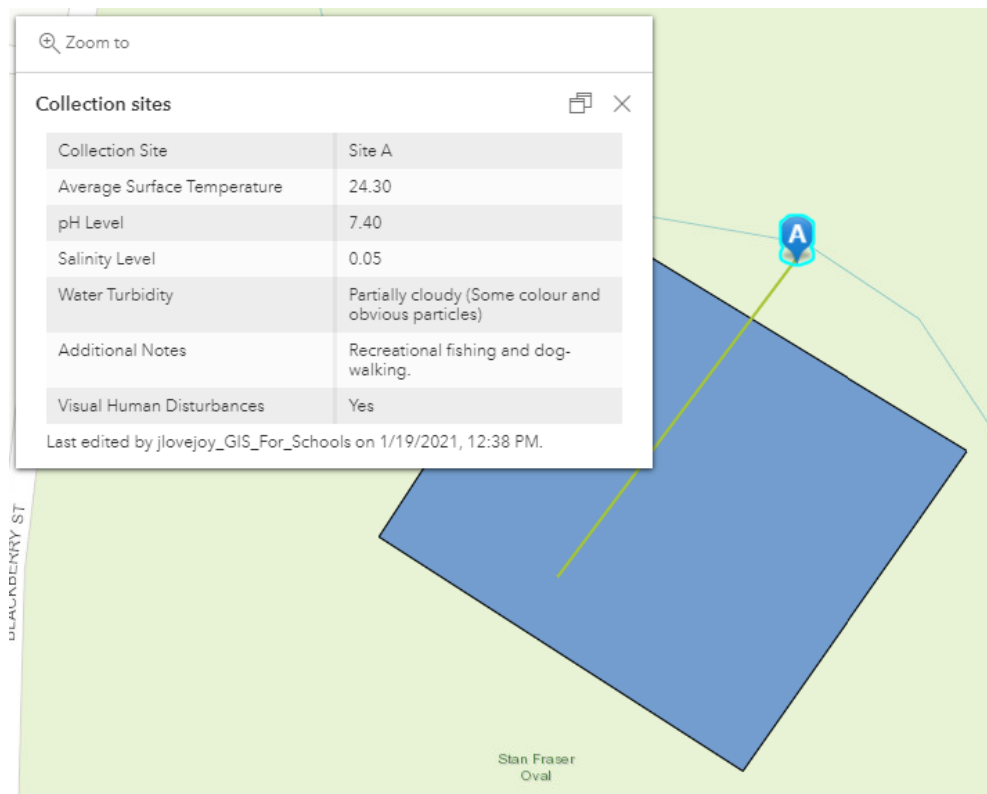 Zoom to
Collection sites
Collection Site Site A
Average Surface Temperature 24.30
pH Level 7.40
Salinity Level 0.05
Water Turbidity Partially cloudy (Some colour and
obvious particles)
Additional Notes Recreational fishing and dog-
walking.
Visual Human Disturbances Yes
Last edited by jlovejoy_GIS_For_Schools on 1/19/2021, 12:38 PM.
A
BLACKBERRY ST
Stan Fraser
Oval